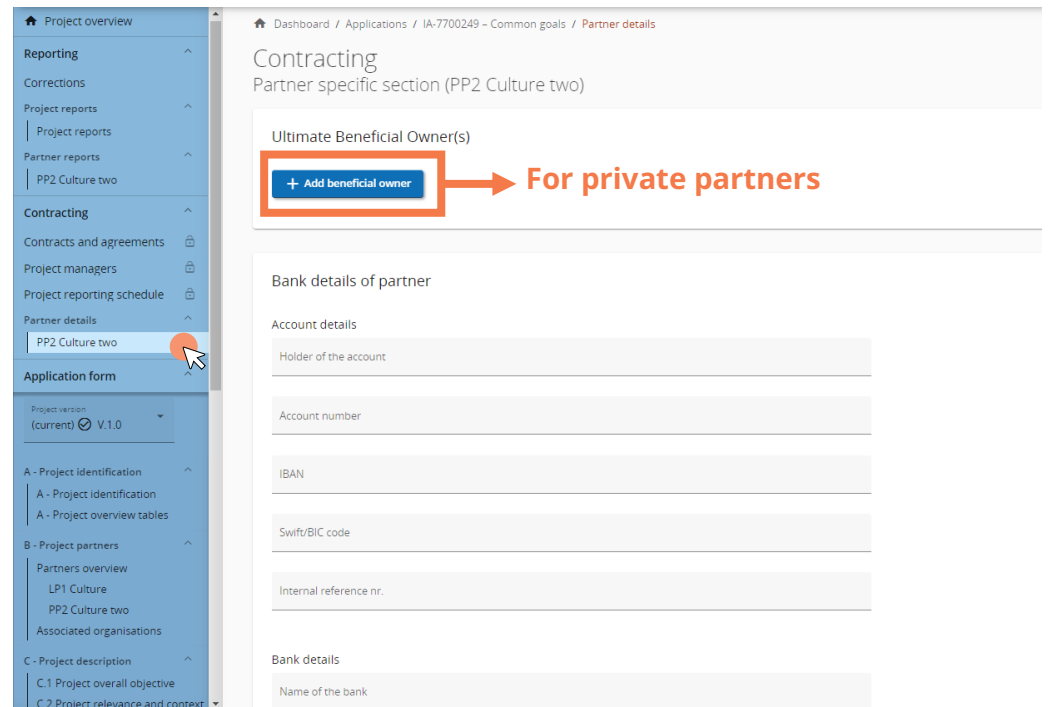 Project overview
Reporting
Corrections
Project reports
Project reports
Partner reports
PP2 Culture two
Contracting
Contracts and agreements
Project managers
Project reporting schedule
Partner details
PP2 Culture two
Application form
Project version
(current) V.1.0
A - Project identification
A - Project identification
A - Project overview tables
B - Project partners
Partners overview
LP1 Culture
PP2 Culture two
Associated organisations
C - Project description
C.1 Project overall objective
C.2 Project relevance and context
Dashboard / Applications / IA-7700249 – Common goals / Partner details
Contracting
Partner specific section (PP2 Culture two)
Ultimate Beneficial Owner(s)
+ Add beneficial owner
For private partners
Bank details of partner
Account details
Holder of the account
Account number
IBAN
Swift/BIC code
Internal reference nr.
Bank details
Name of the bank